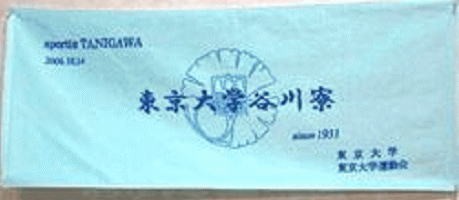 sportia TANIGAWA
2006.10.14
東京大学谷川寮
since 1931
東京大学
東京大学運動会